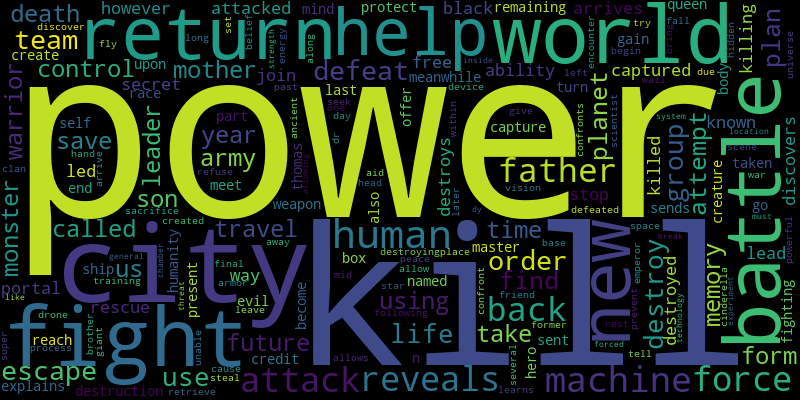 death
however
attacked
mind
protect
black
remaining
arrives
set
try
fall
queen
team
create
discover
fly
return
help
world
gain
begin
bring
hidden
universe
plan
control
upon
mother
long
belief
energy
along
join
defeat
free
meanwhile
ability
encounter
captured
left
wall
due
body
killing
warrior
secret
race
strength
past
inside
last
seek
device
turn
planet
power
self
save
leader
year
part
ancient
offer
capture
within
give
confronts
scientist
killed
group
attempt
known
taken
discovers
hand
led
arrive
army
one
day
dr
destroys
father
sends
creature
system
location
scene
war
clan
end
son
meet
thomas
refuse
aid
head
vision
stop
go
must
powerful
monster
sacrifice
created
weapon
also
later
dy
defeated
battle
called
travel
human
time
new
space
break
lead
away
box
destroyingplace
master
base
order
destroy
memory
cinderella
experiment
city
ship
us
humanity
general
training
chamber
final
armor
way
peace
allow
named
confront
find
kill
prevent
emperor
technology
destroyed
fighting
portal
evil
leave
present
mid
star
using
friend
back
like
rescue
threat
become
following
life
take
former
sent
rest
form
fight
drone
reach
brother
giant
unable
future
credit
allows
n
several
hero
forced
tell
super
process
escape
explains
destruction
use
cause
steal
retrieve
attack
reveals
learns
machine
force